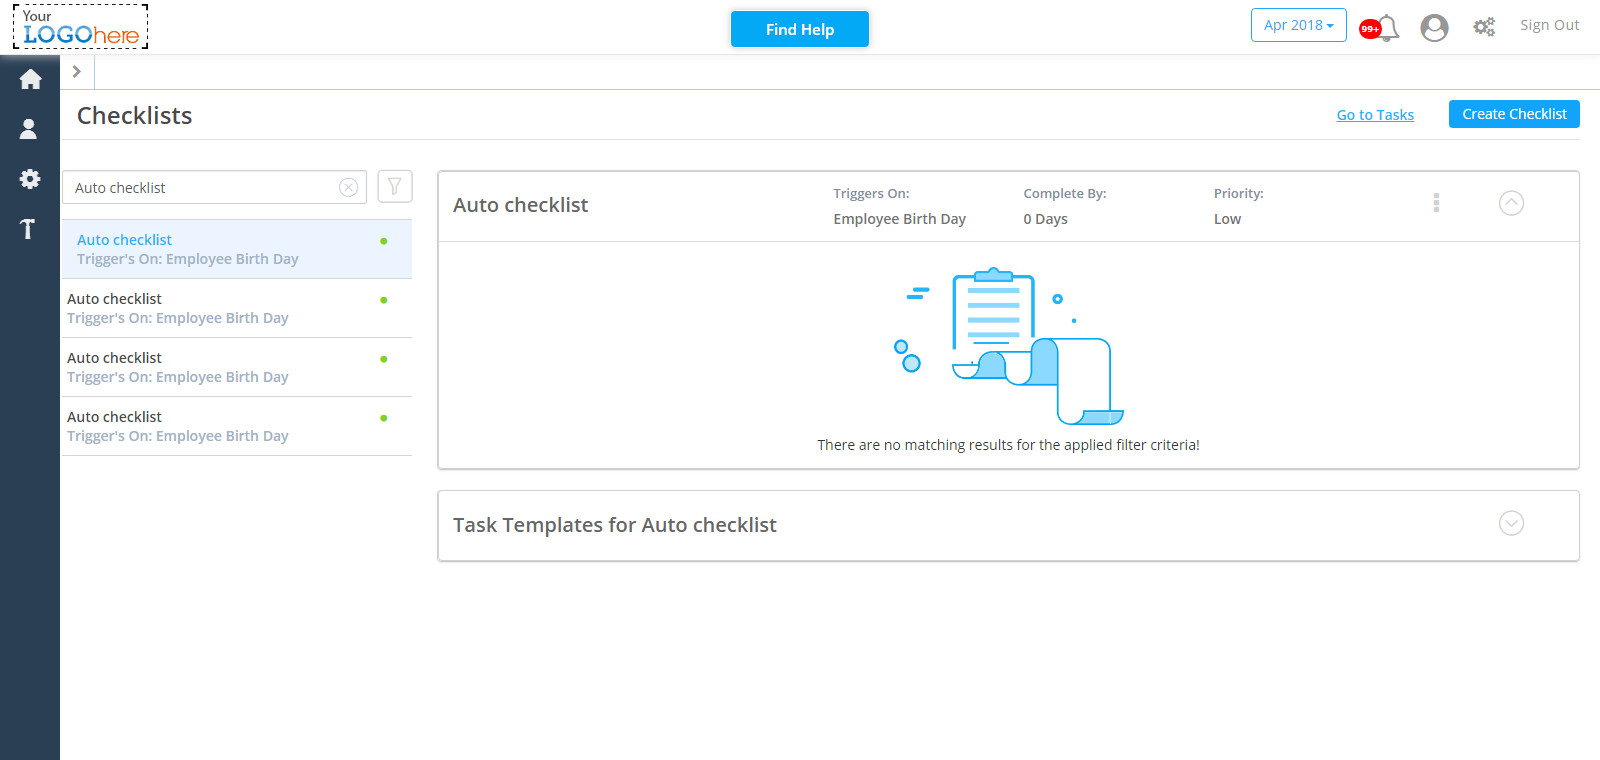 Your
LOGOhere
Find Help
Apr 2018
99+
Sign Out
Checklists
Go to Tasks
Create Checklist
Auto checklist
Auto checklist
Trigger's On: Employee Birth Day
Auto checklist
Trigger's On: Employee Birth Day
Auto checklist
Trigger's On: Employee Birth Day
Auto checklist
Trigger's On: Employee Birth Day
Auto checklist
Triggers On:
Employee Birth Day
Complete By:
0 Days
Priority:
Low
There are no matching results for the applied filter criteria!
Task Templates for Auto checklist